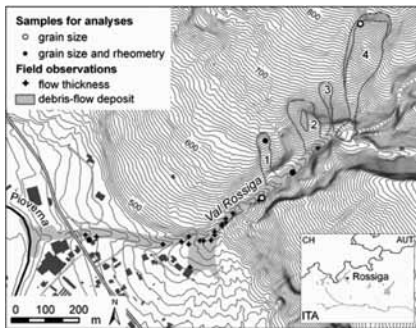 Samples for analyses
grain size
grain size and rheometry
Field observations
flow thickness
debris-flow deposit
800
700
600
500
600
1
2
3
4
Val Rossiga
Pioverna
0 100 200
m
N
CH
AUT
Rossiga
ITA